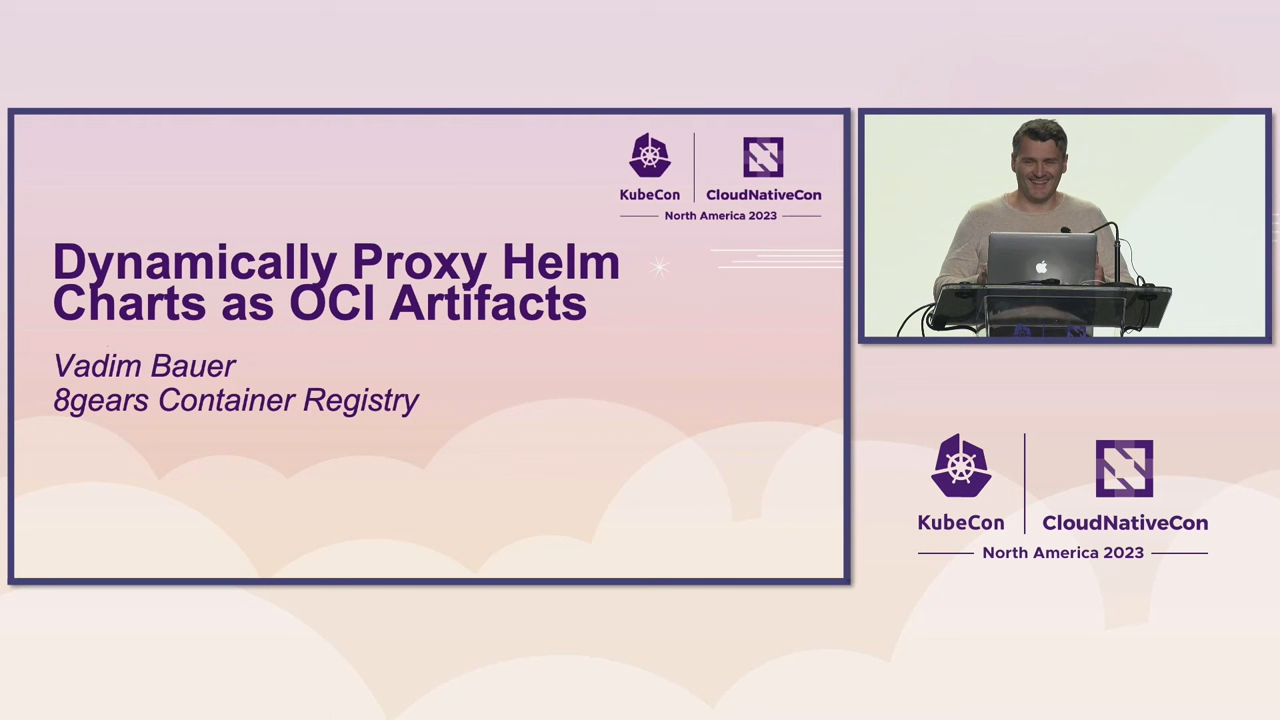 KubeCon
CloudNativeCon
North America 2023
Dynamically Proxy Helm
Charts as OCI Artifacts
Vadim Bauer
8gears Container Registry
KubeCon
CloudNativeCon
North America 2023